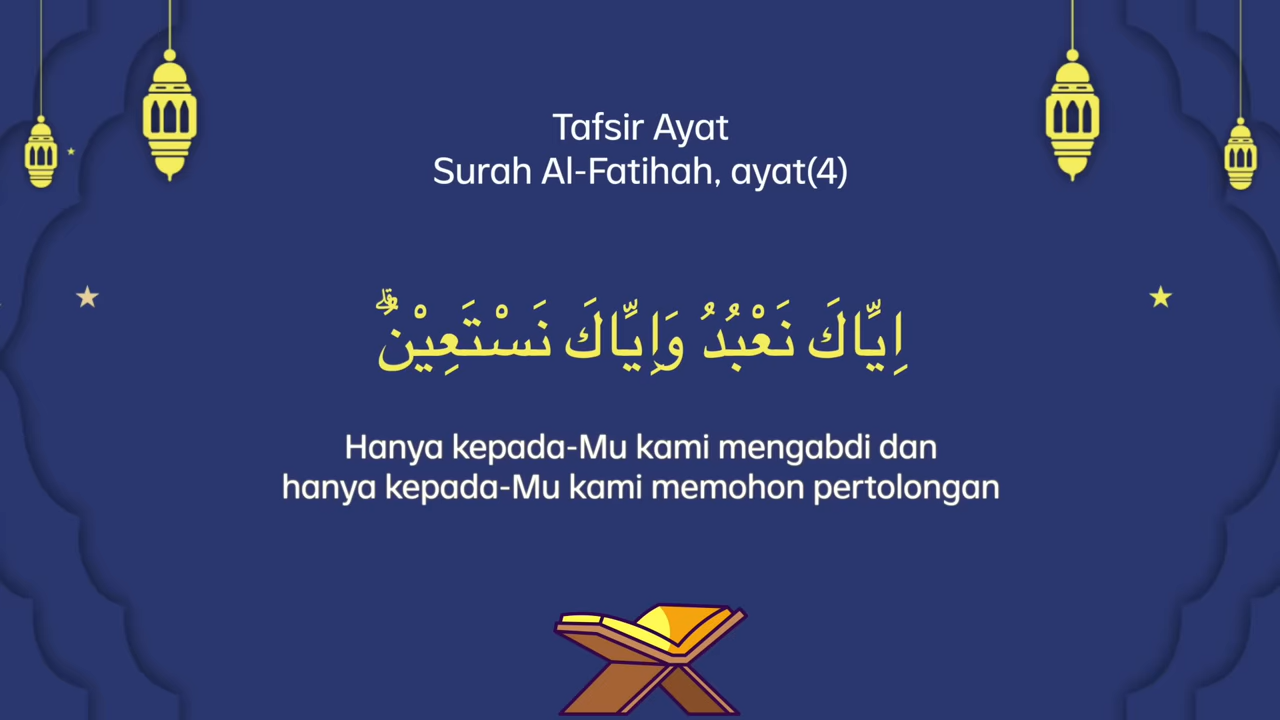 Tafsir Ayat
Surah Al-Fatihah, ayat(4)
اِيَّاكَ نَعْبُدُ وَاِيَّاكَ نَسْتَعِيْنُۗ
Hanya kepada-Mu kami mengabdi dan
hanya kepada-Mu kami memohon pertolongan